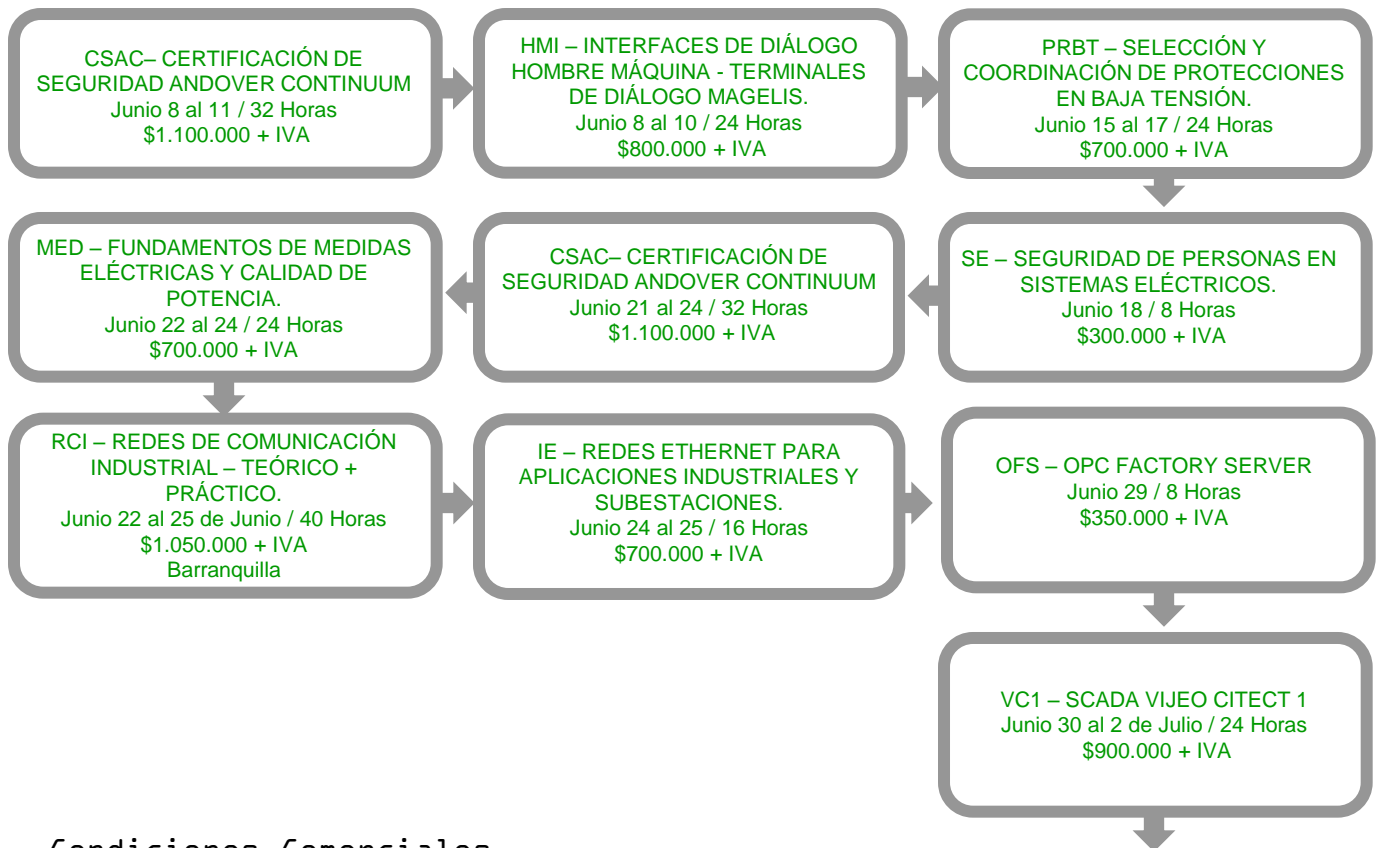 CSAC– CERTIFICACIÓN DE
SEGURIDAD ANDOVER CONTINUUM
Junio 8 al 11 / 32 Horas
$1.100.000 + IVA
HMI – INTERFACES DE DIÁLOGO
HOMBRE MÁQUINA - TERMINALES
DE DIÁLOGO MAGELIS.
Junio 8 al 10 / 24 Horas
$800.000 + IVA
PRBT – SELECCIÓN Y
COORDINACIÓN DE PROTECCIONES
EN BAJA TENSIÓN.
Junio 15 al 17 / 24 Horas
$700.000 + IVA
SE – SEGURIDAD DE PERSONAS EN
SISTEMAS ELÉCTRICOS.
Junio 18 / 8 Horas
$300.000 + IVA
CSAC– CERTIFICACIÓN DE
SEGURIDAD ANDOVER CONTINUUM
Junio 21 al 24 / 32 Horas
$1.100.000 + IVA
MED – FUNDAMENTOS DE MEDIDAS
ELÉCTRICAS Y CALIDAD DE
POTENCIA.
Junio 22 al 24 / 24 Horas
$700.000 + IVA
RCI – REDES DE COMUNICACIÓN
INDUSTRIAL – TEÓRICO +
PRÁCTICO.
Junio 22 al 25 de Junio / 40 Horas
$1.050.000 + IVA
Barranquilla
IE – REDES ETHERNET PARA
APLICACIONES INDUSTRIALES Y
SUBESTACIONES.
Junio 24 al 25 / 16 Horas
$700.000 + IVA
OFS – OPC FACTORY SERVER
Junio 29 / 8 Horas
$350.000 + IVA
VC1 – SCADA VIJEO CITECT 1
Junio 30 al 2 de Julio / 24 Horas
$900.000 + IVA
Condiciones Comerciales